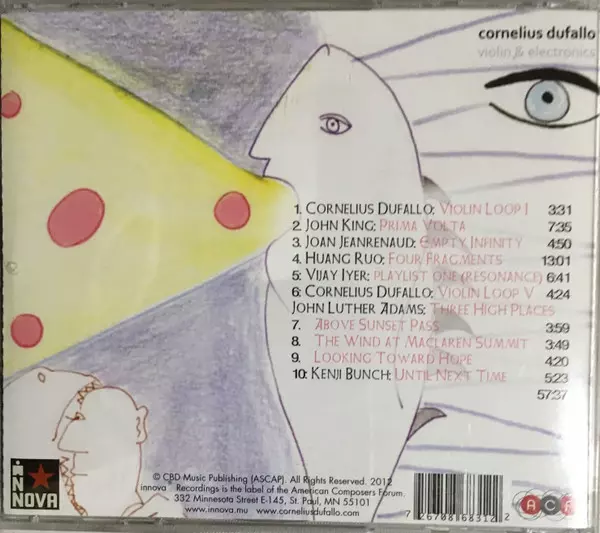 cornelius dufallo
violin & electronics
1. CORNELIUS DUFALLO: VIOLIN LOOP I 3:31
2. JOHN KING: PRIMA VOLTA 7:35
3. JOAN JEANRENAUD: EMPTY INFINITY 4:50
4. HUANG RUO: FOUR FRAGMENTS 13:01
5: VIJAY IYER: PLAYLIST ONE (RESONANCE) 6:41
6: CORNELIUS DUFALLO: VIOLIN LOOP V 4:24
JOHN LUTHER ADAMS: THREE HIGH PLACES
7. ABOVE SUNSET PASS 3:59
8. THE WIND AT MACLAREN SUMMIT 3:49
9. LOOKING TOWARD HOPE 4:20
10: KENJI BUNCH: UNTIL NEXT TIME 5:23
57:37
INNOVA
© CBD Music Publishing (ASCAP). All Rights Reserved. 2012
innova® Recordings is the label of the American Composers Forum.
332 Minnesota Street E-145, St. Paul, MN 55101
www.innova.mu www.corneliusdufallo.com
7 26708 68312 2
ACF